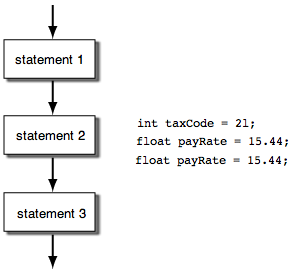 statement 1
statement 2
statement 3
int taxCode = 21;
float payRate = 15.44;
float payRate = 15.44;